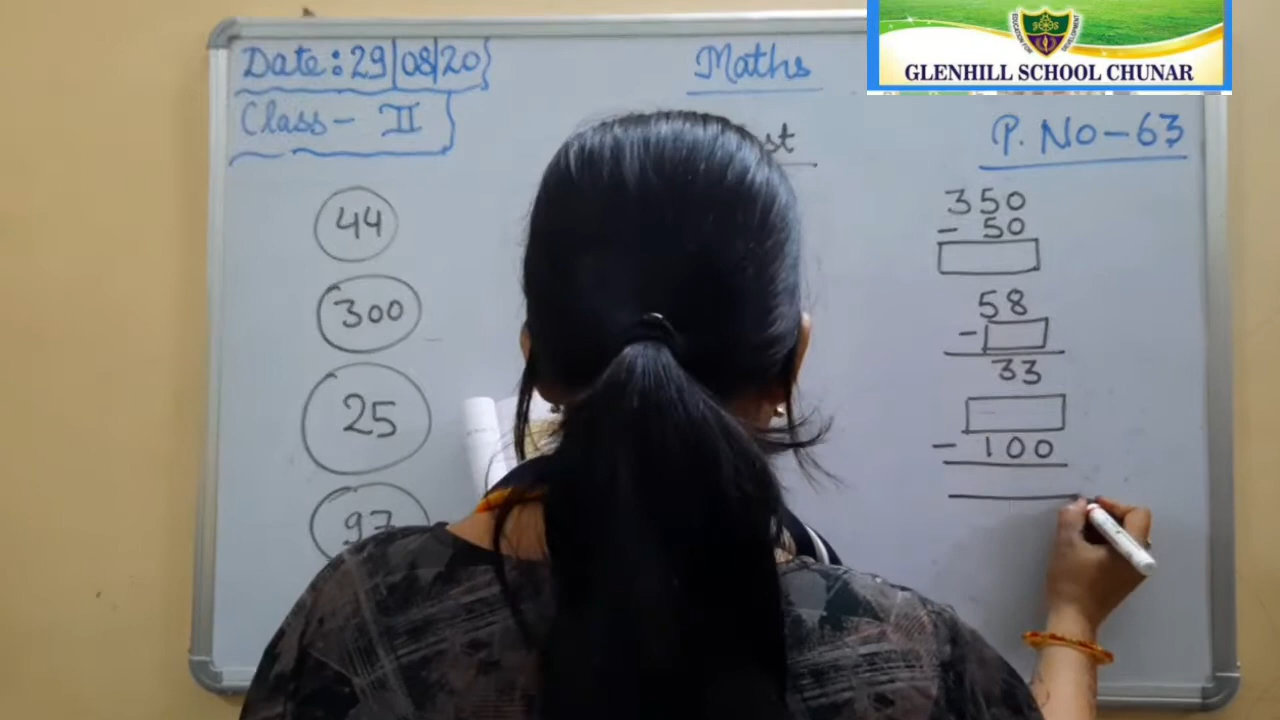 GLENHILL SCHOOL CHUNAR
Date: 29/08/20
Maths
Class - II
P. No - 63
44
300
25
97
350
- 50
58
-
33
- 100